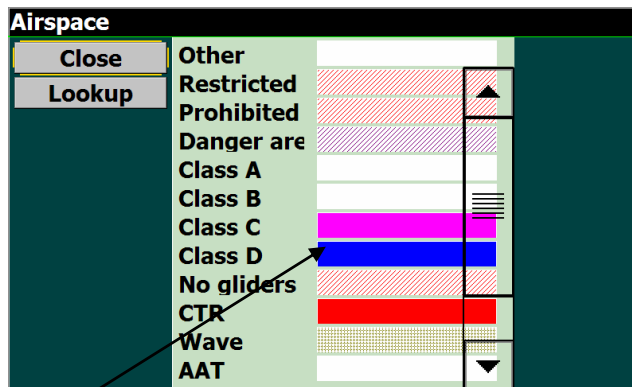 Airspace
Close
Lookup
Other
Restricted
Prohibited
Danger are
Class A
Class B
Class C
Class D
No gliders
CTR
Wave
AAT